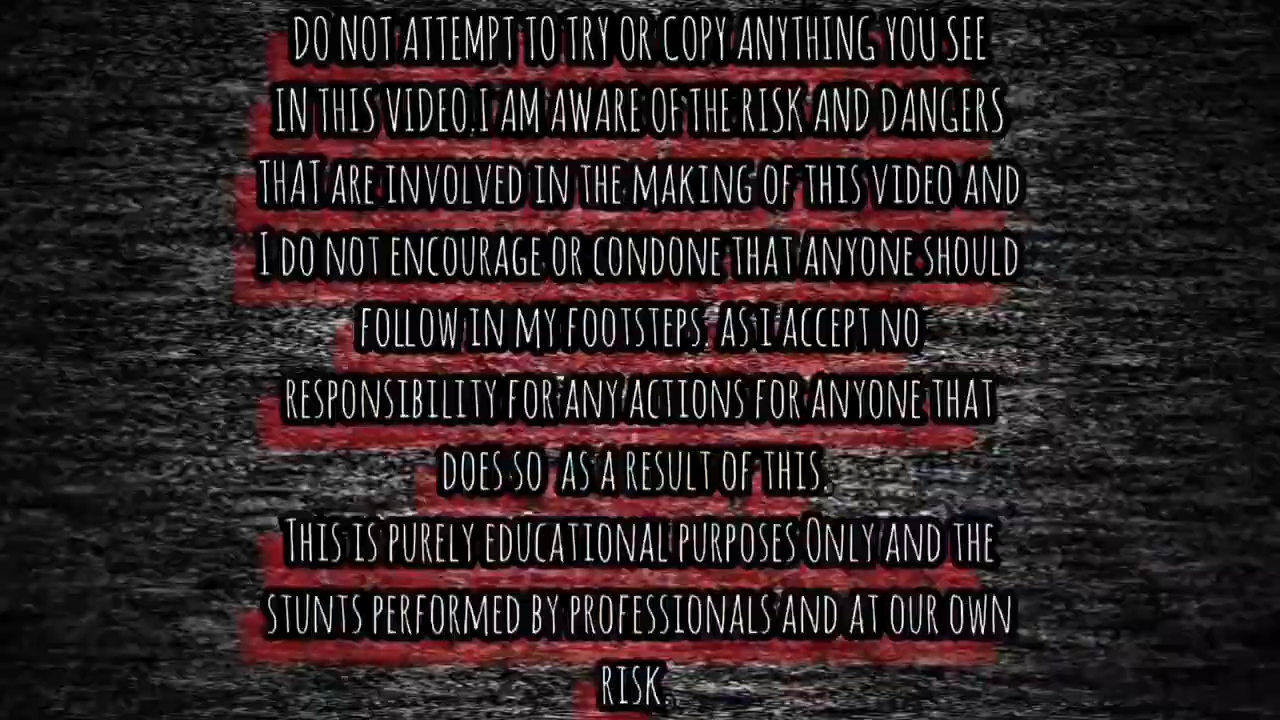 DO NOT ATTEMPT TO TRY OR COPY ANYTHING YOU SEE
IN THIS VIDEO,I AM AWARE OF THE RISK AND DANGERS
THAT ARE INVOLVED IN THE MAKING OF THIS VIDEO AND
I DO NOT ENCOURAGE OR CONDONE THAT ANYONE SHOULD
FOLLOW IN MY FOOTSTEPS, AS I ACCEPT NO
RESPONSIBILITY FOR ANY ACTIONS FOR ANYONE THAT
DOES SO AS A RESULT OF THIS.
THIS IS PURELY EDUCATIONAL PURPOSES ONLY AND THE
STUNTS PERFORMED BY PROFESSIONALS AND AT OUR OWN
RISK.